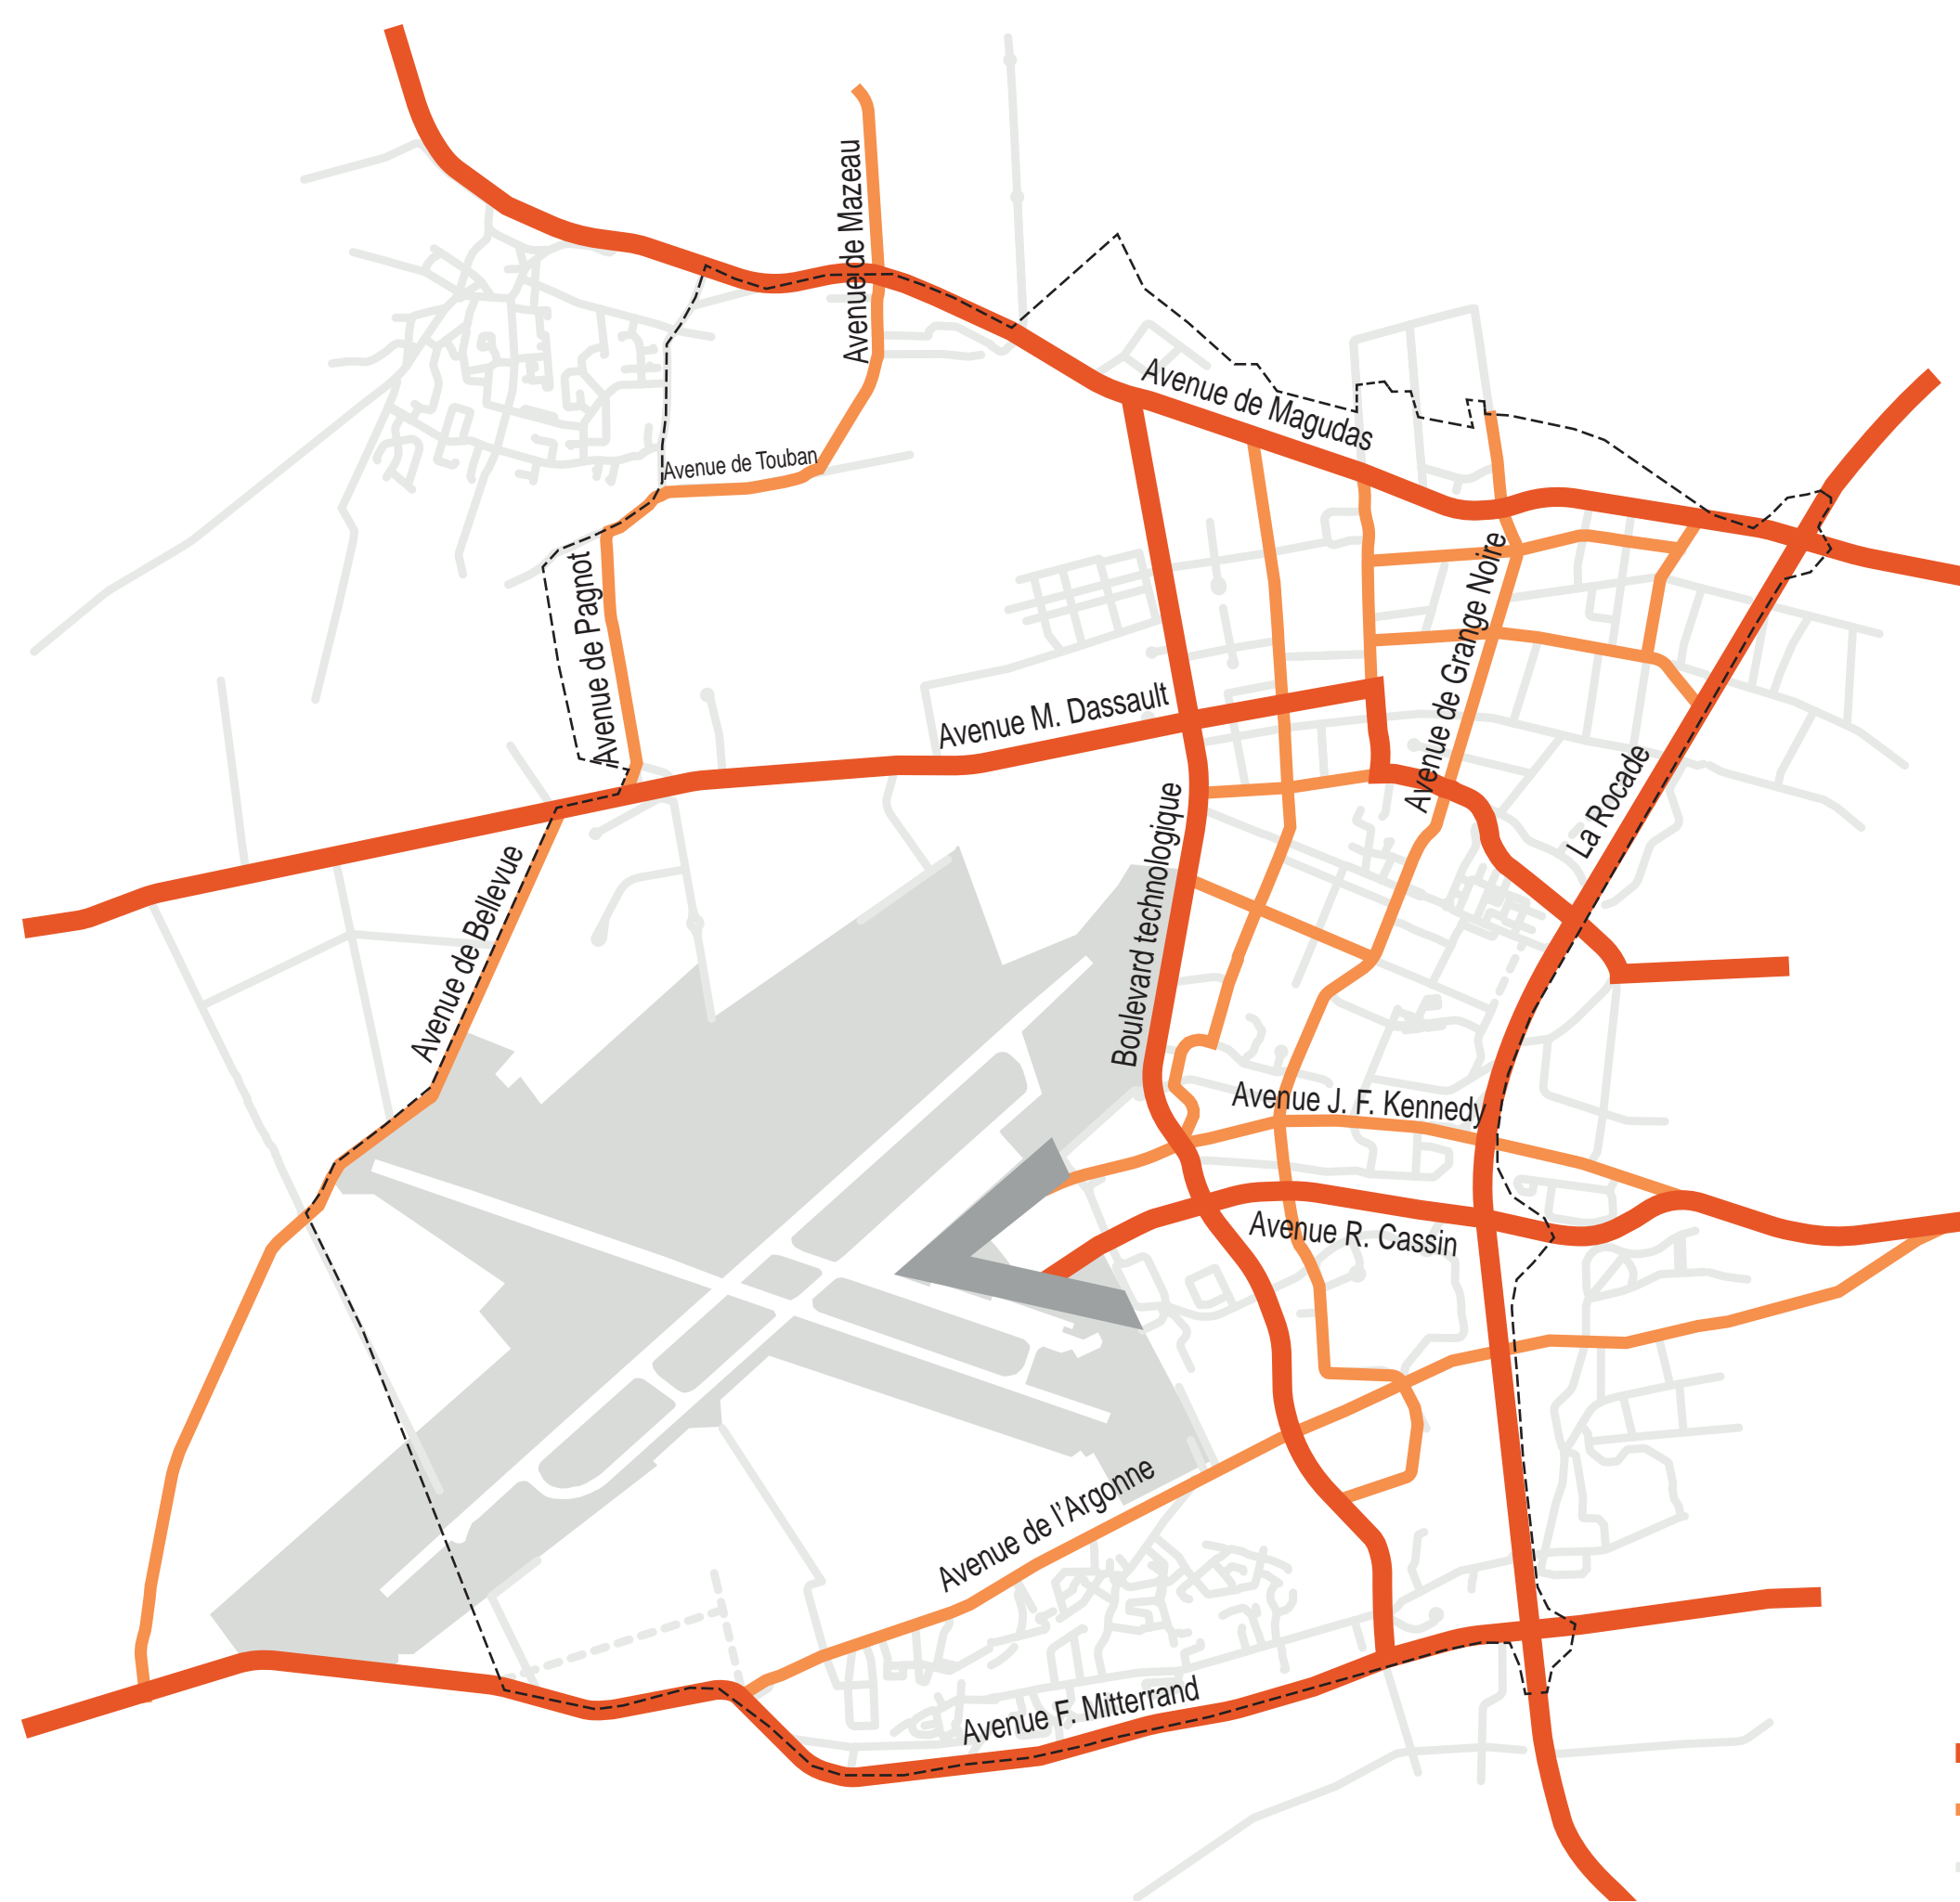 Avenue de Mazeau
Avenue de Magudas
Avenue de Touban
Avenue de Pagnot
Avenue de Grange Noire
Avenue M. Dassault
La Rocade
Boulevard technologique
Avenue de Bellevue
Avenue J. F. Kennedy
Avenue R. Cassin
Avenue de l’Argonne
Avenue F. Mitterrand